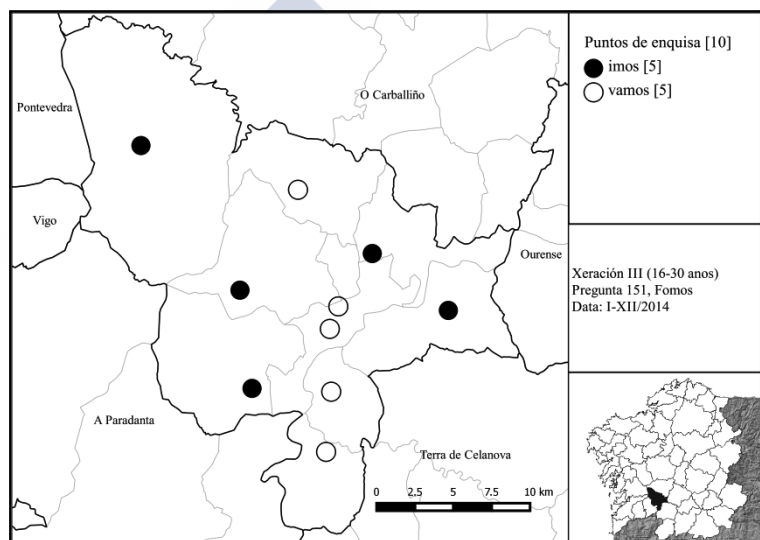 Pontevedra
O Carballiño
Vigo
Ourense
A Paradanta
Terra de Celanova
0 2,5 5 7.5 10 km
Puntos de enquisa [10]
imos [5]
vamos [5]
Xeración III (16-30 anos)
Pregunta 151, Fomos
Data: I-XII/2014